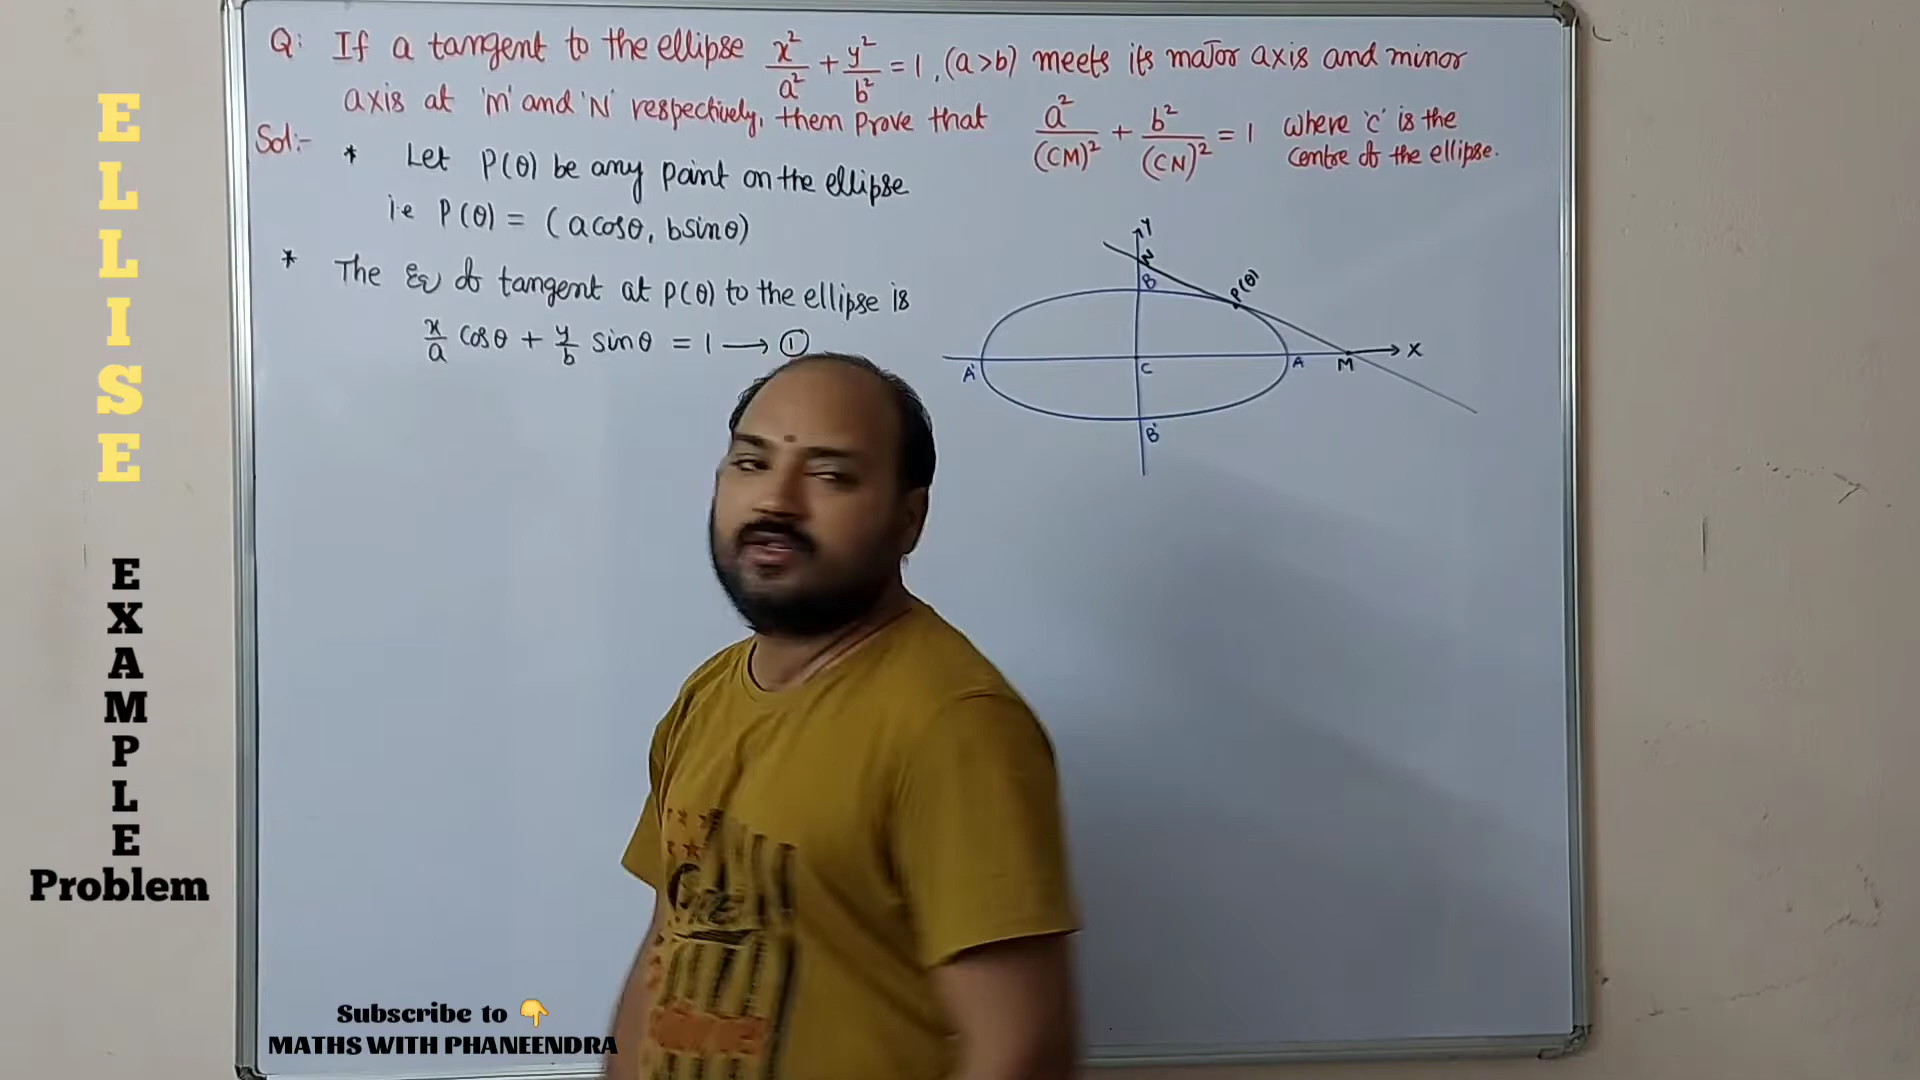 Q: If a tangent to the ellipse x²/a² + y²/b² = 1, (a>b) meets its major axis and minor
axis at 'M' and 'N' respectively, them prove that a²/(CM)² + b²/(CN)² = 1 where 'c' is the
centre of the ellipse.
Sol:-
* Let P(θ) be any point on the ellipse
i.e P(θ) = (acosθ, bsinθ)
* The Eq of tangent at P(θ) to the ellipse is
x/a cosθ + y/b sinθ = 1 → ①
Y
N
B
P(θ)
A'
C
A
M
X
B'
ELLISE
EXAMPLE
Problem
Subscribe to 👇
MATHS WITH PHANEENDRA